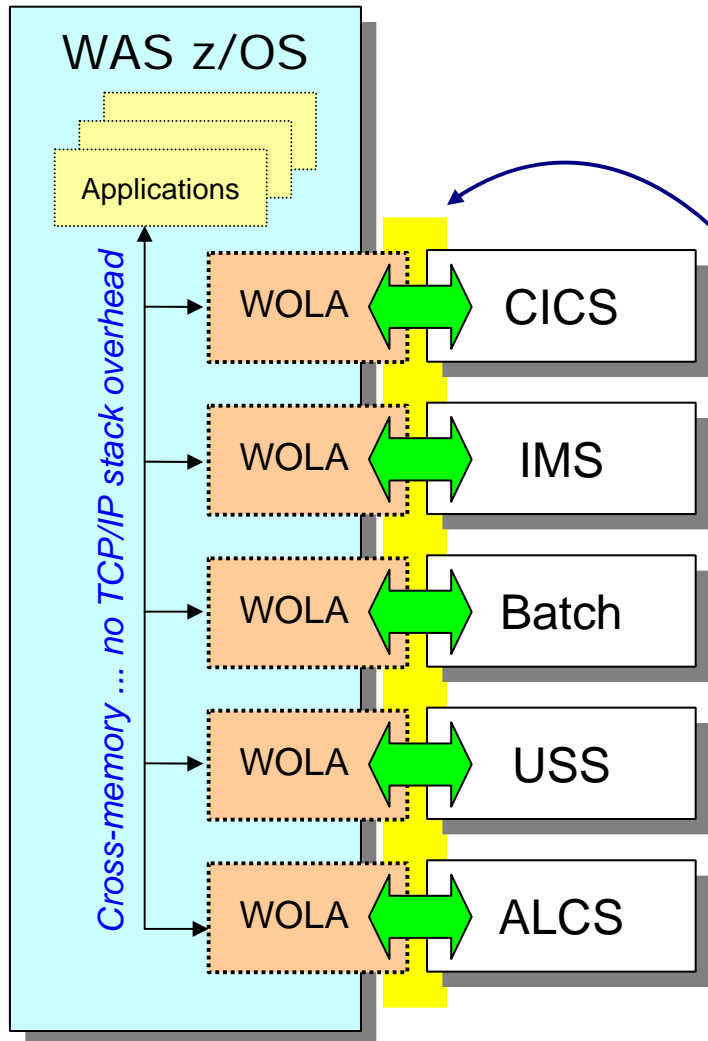 WAS z/OS
Applications
Cross-memory ... no TCP/IP stack overhead
WOLA
CICS
WOLA
IMS
WOLA
Batch
WOLA
USS
WOLA
ALCS